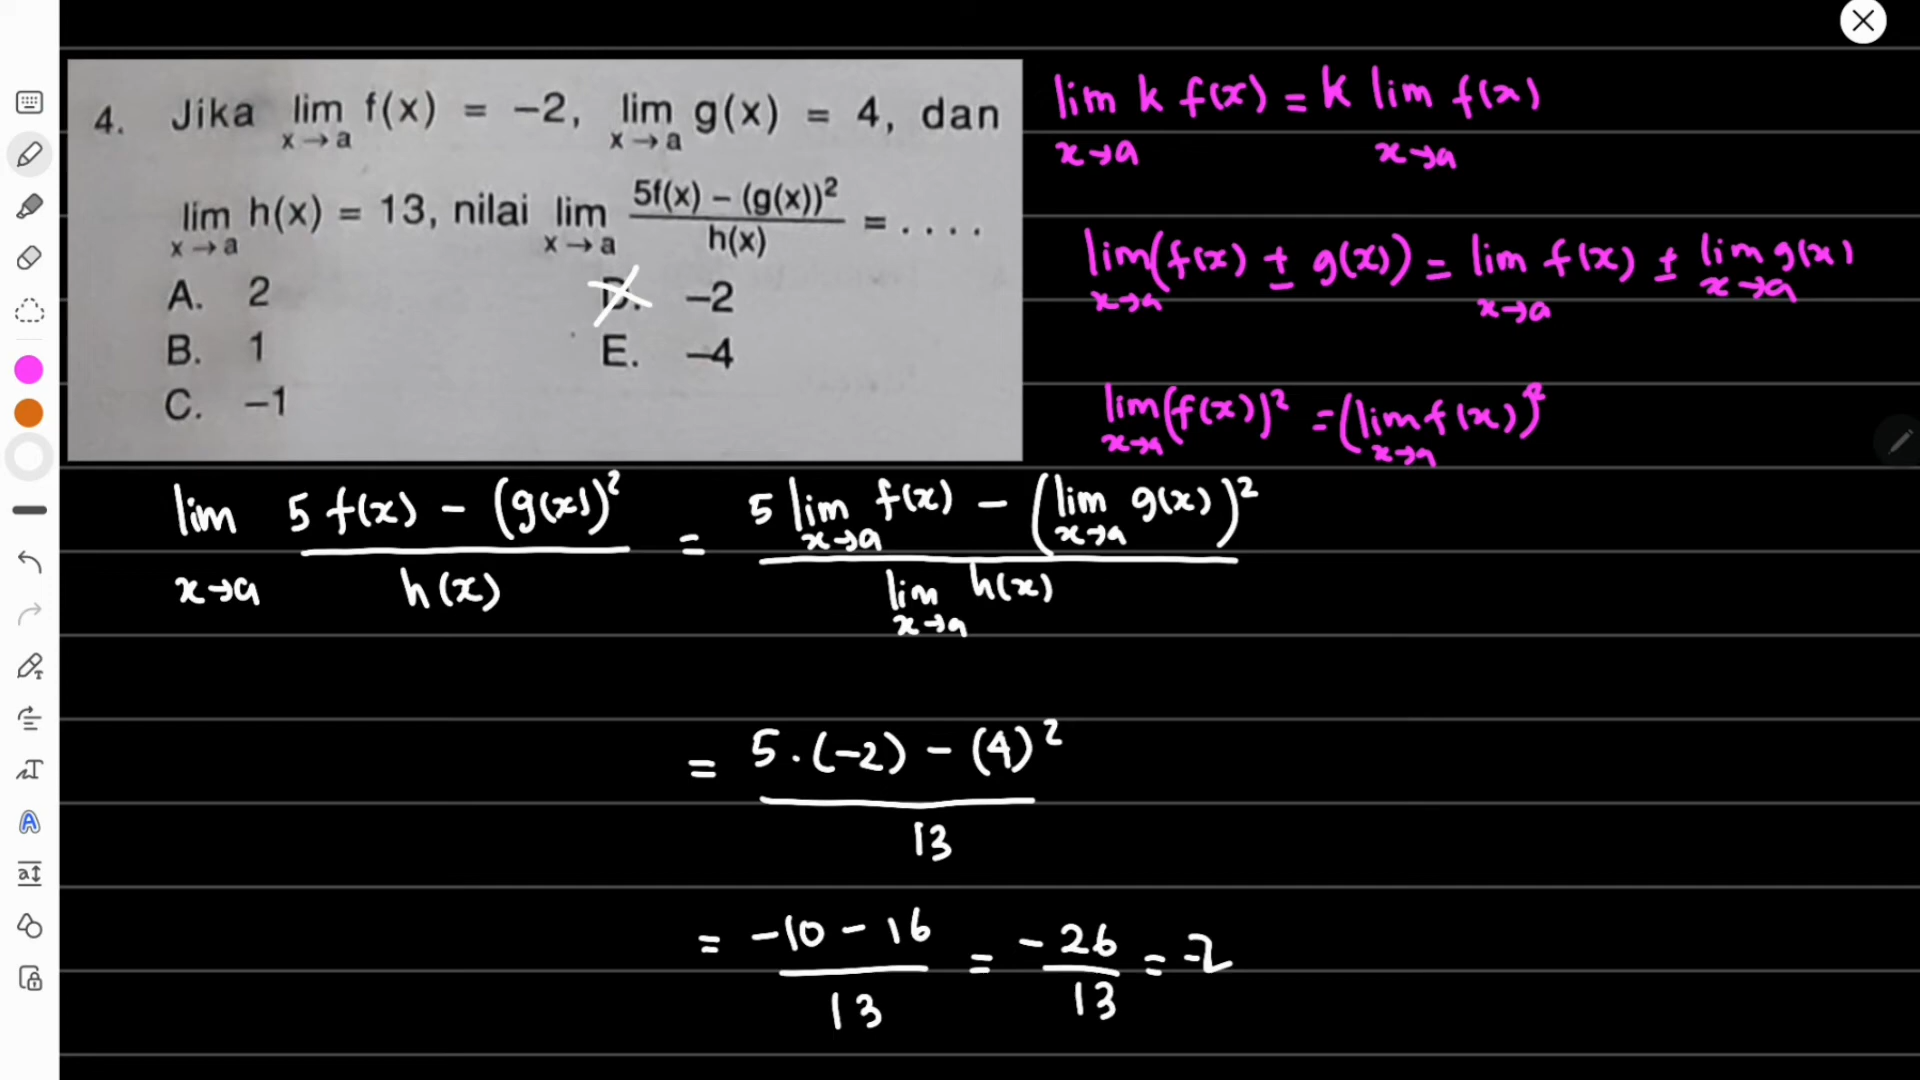 4. Jika lim f(x) = −2, lim g(x) = 4, dan
x→a x→a
lim h(x) = 13, nilai lim 5f(x) − (g(x))² / h(x) = ....
x→a x→a
A. 2
B. 1
C. −1
D. −2
E. −4
lim k f(x) = k lim f(x)
x→a x→a
lim (f(x) ± g(x)) = lim f(x) ± lim g(x)
x→a x→a x→a
lim (f(x))² = (lim f(x))²
x→a x→a
lim 5 f(x) − (g(x))² / h(x) = 5 lim f(x) − (lim g(x))² / lim h(x)
x→a x→a x→a x→a
= 5 . (−2) − (4)² / 13
= −10 − 16 / 13 = −26 / 13 = −2